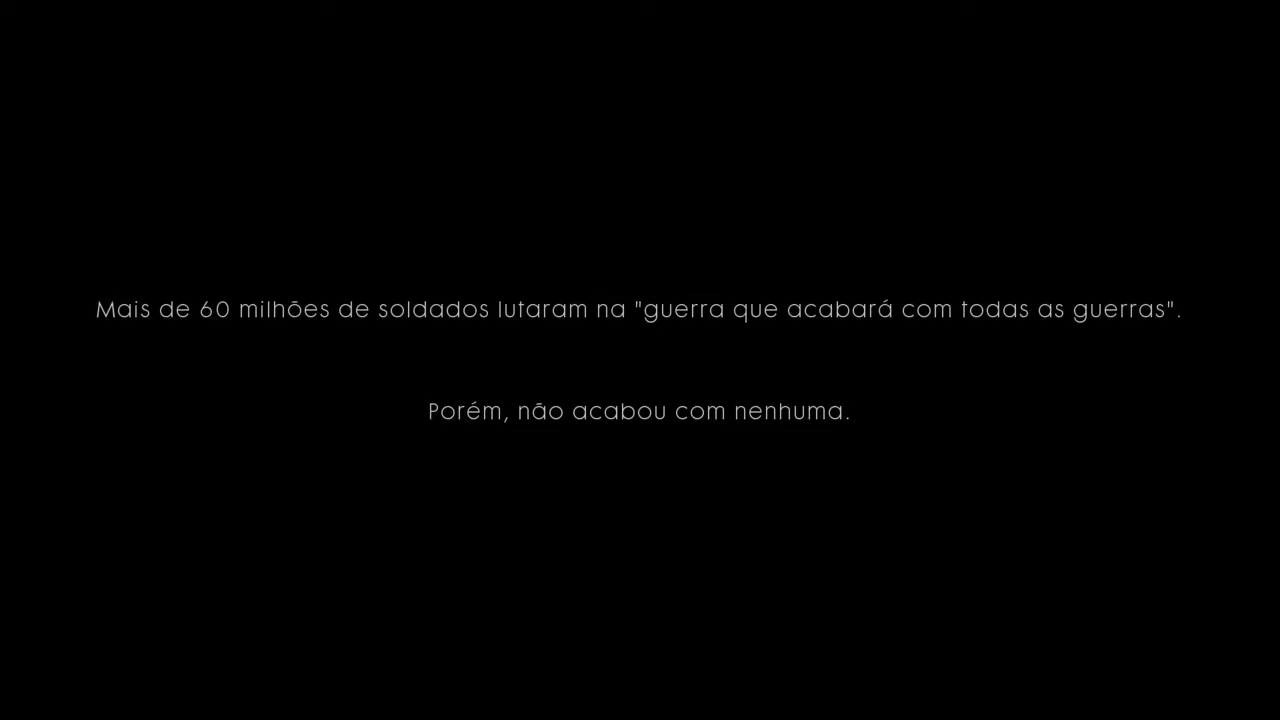 Mais de 60 milhões de soldados lutaram na "guerra que acabará com todas as guerras".
Porém, não acabou com nenhuma.